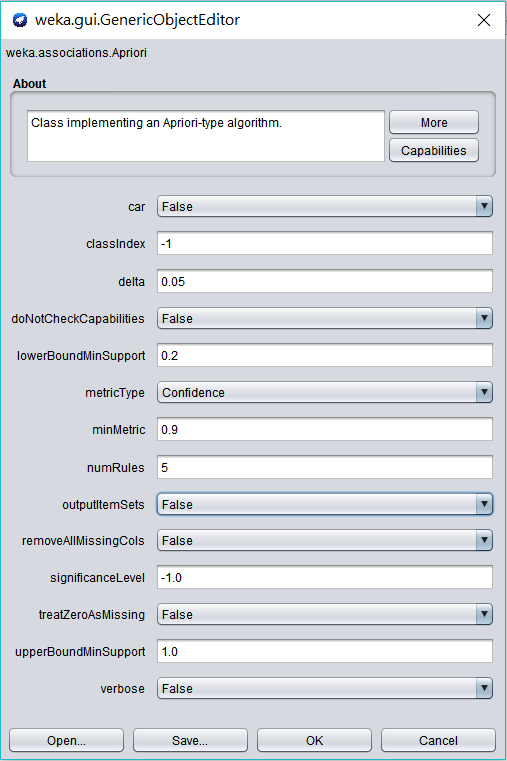 weka.gui.GenericObjectEditor
weka.associations.Apriori
About
Class implementing an Apriori-type algorithm.
More
Capabilities
car False
classIndex -1
delta 0.05
doNotCheckCapabilities False
lowerBoundMinSupport 0.2
metricType Confidence
minMetric 0.9
numRules 5
outputItemSets False
removeAllMissingCols False
significanceLevel -1.0
treatZeroAsMissing False
upperBoundMinSupport 1.0
verbose False
Open... Save... OK Cancel